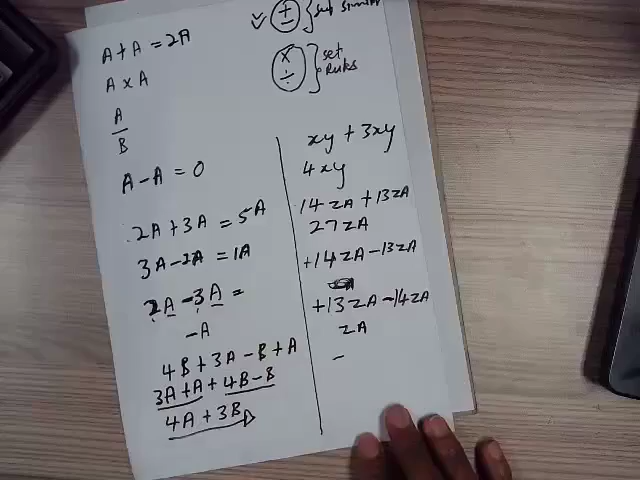 ± } set similar
× ÷ } set Rules
A+A = 2A
A × A
A
B
A – A = 0
2A + 3A = 5A
3A – 2A = 1A
2A – 3A =
–A
4B + 3A – B + A
3A + A + 4B – B
4A + 3B
xy + 3xy
4xy
14zA + 13zA
27zA
+14zA – 13zA
+13zA – 14zA
zA
–